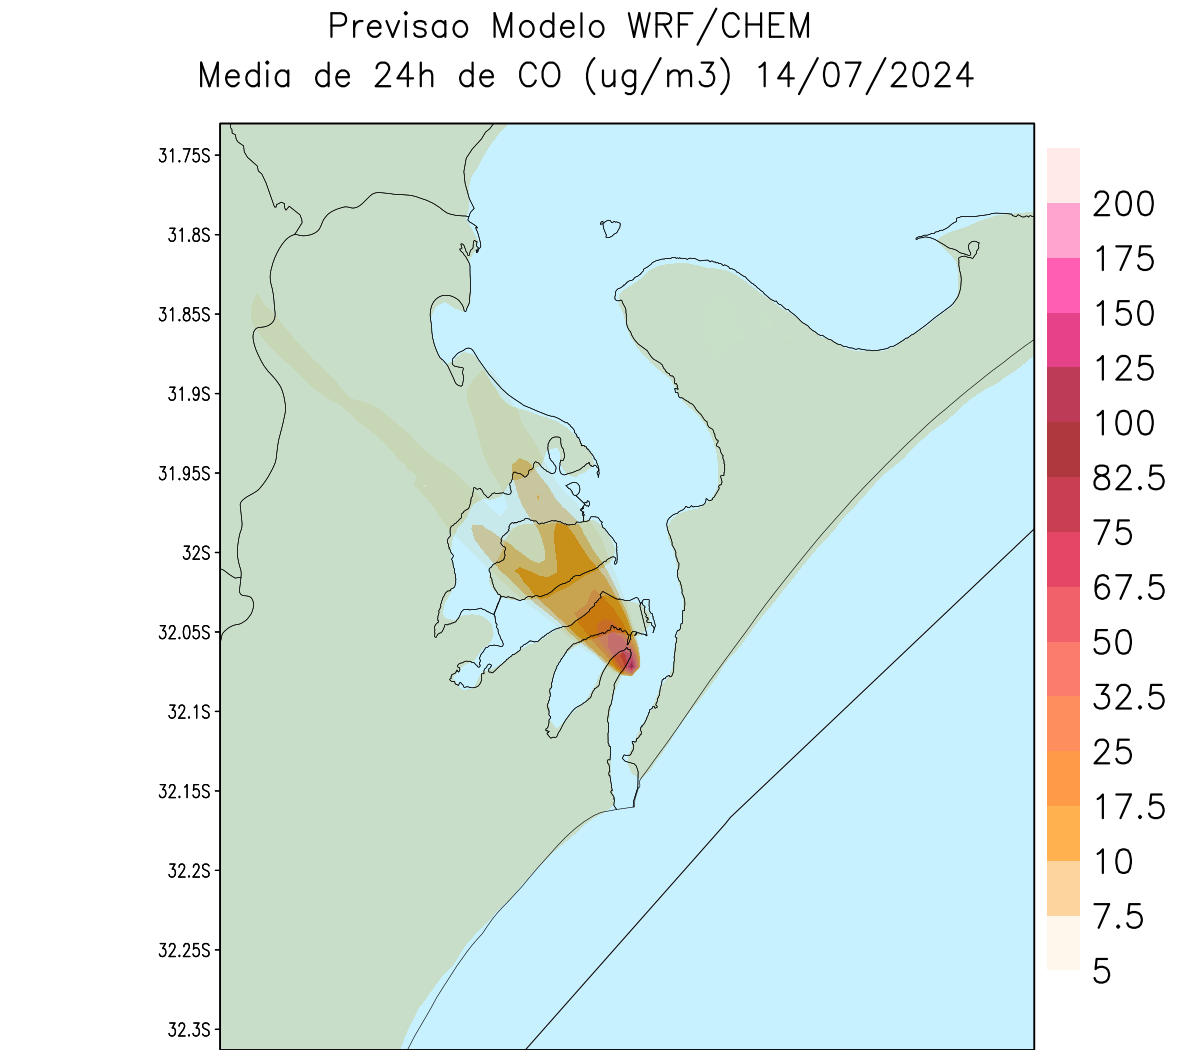 Previsao Modelo WRF/CHEM
Media de 24h de CO (ug/m3) 14/07/2024
31.75S
31.8S
31.85S
31.9S
31.95S
32S
32.05S
32.1S
32.15S
32.2S
32.25S
32.3S
200
175
150
125
100
82.5
75
67.5
50
32.5
25
17.5
10
7.5
5